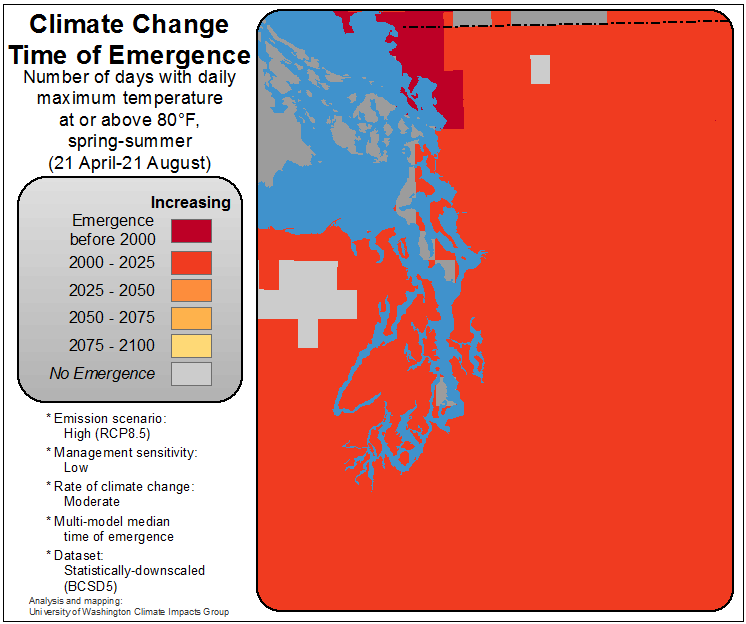 Climate Change
Time of Emergence
Number of days with daily
maximum temperature
at or above 80°F,
spring-summer
(21 April-21 August)
Increasing
Emergence
before 2000
2000 - 2025
2025 - 2050
2050 - 2075
2075 - 2100
No Emergence
* Emission scenario:
High (RCP8.5)
* Management sensitivity:
Low
* Rate of climate change:
Moderate
* Multi-model median
time of emergence
* Dataset:
Statistically-downscaled
(BCSD5)
Analysis and mapping:
University of Washington Climate Impacts Group